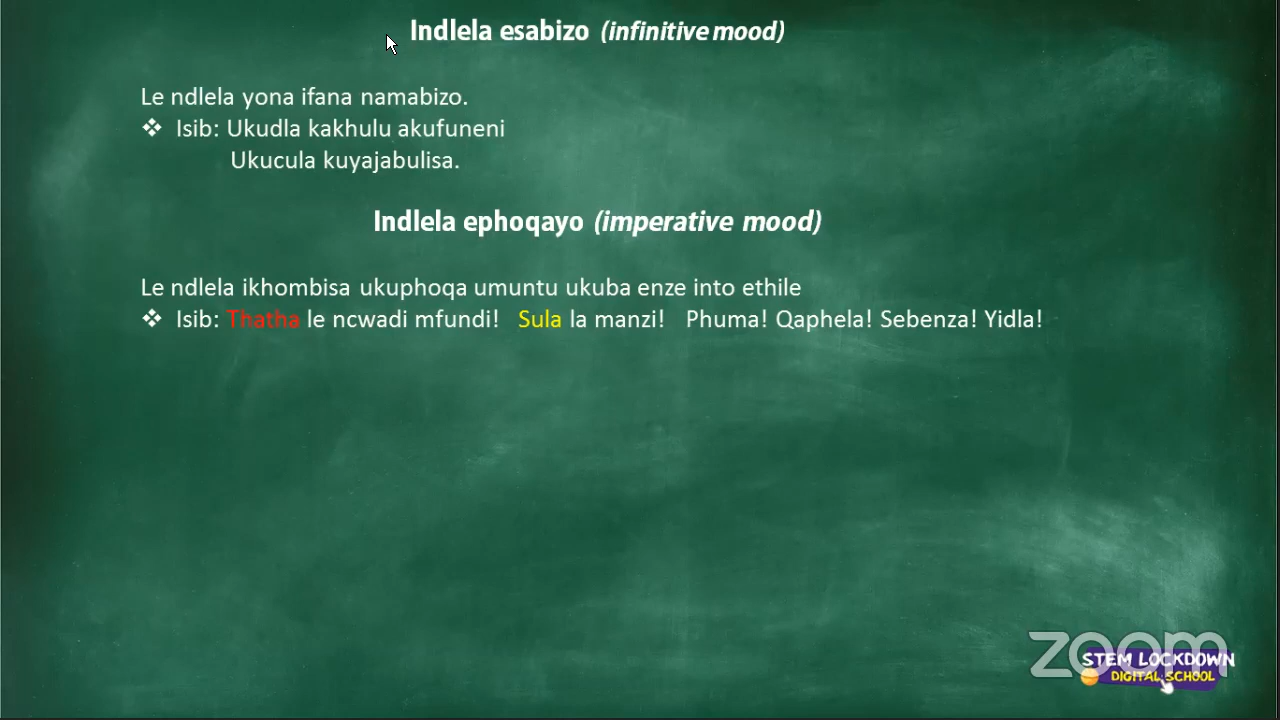 Indlela esabizo (infinitive mood)
Le ndlela yona ifana namabizo.
❖ Isib: Ukudla kakhulu akufuneni
Ukucula kuyajabulisa.
Indlela ephoqayo (imperative mood)
Le ndlela ikhombisa ukuphoqa umuntu ukuba enze into ethile
❖ Isib: Thatha le ncwadi mfundi! Sula la manzi! Phuma! Qaphela! Sebenza! Yidla!
zoom
STEM LOCKDOWN
DIGITAL SCHOOL